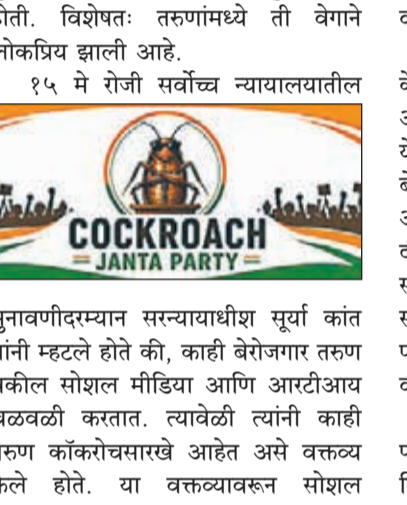 होती. विशेषतः तरुणांमध्ये ती वेगाने
लोकप्रिय झाली आहे.
१५ मे रोजी सर्वोच्च न्यायालयातील
COCKROACH
JANTA PARTY
सुनावणीदरम्यान सरन्यायाधीश सूर्या कांत
यांनी म्हटले होते की, काही बेरोजगार तरुण
वकील सोशल मीडिया आणि आरटीआय
चळवळी करतात. त्यावेळी त्यांनी काही
तरुण कॉकरोचसारखे आहेत असे वक्तव्य
केले होते. या वक्तव्यावरून सोशल